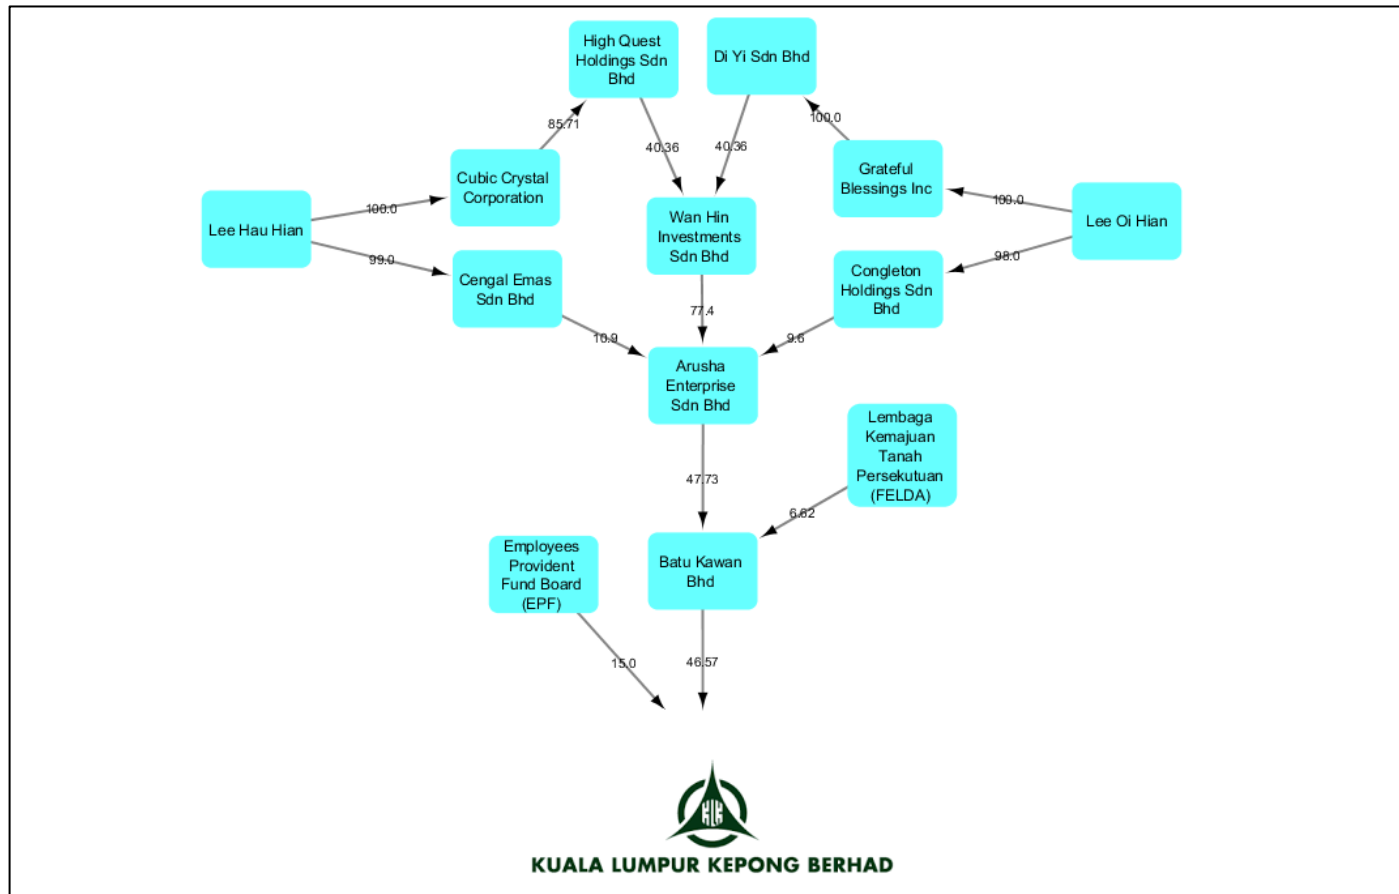 High Quest
Holdings Sdn
Bhd
Di Yi Sdn Bhd
85.71
100.0
40.36
40.36
Cubic Crystal
Corporation
Grateful
Blessings Inc
100.0
100.0
Lee Hau Hian
Wan Hin
Investments
Sdn Bhd
Lee Oi Hian
99.0
98.0
Cengal Emas
Sdn Bhd
Congleton
Holdings Sdn
Bhd
77.4
10.9
9.6
Arusha
Enterprise
Sdn Bhd
Lembaga
Kemajuan
Tanah
Persekutuan
(FELDA)
47.73
6.62
Employees
Provident
Fund Board
(EPF)
Batu Kawan
Bhd
15.0
46.57
KLK
KUALA LUMPUR KEPONG BERHAD